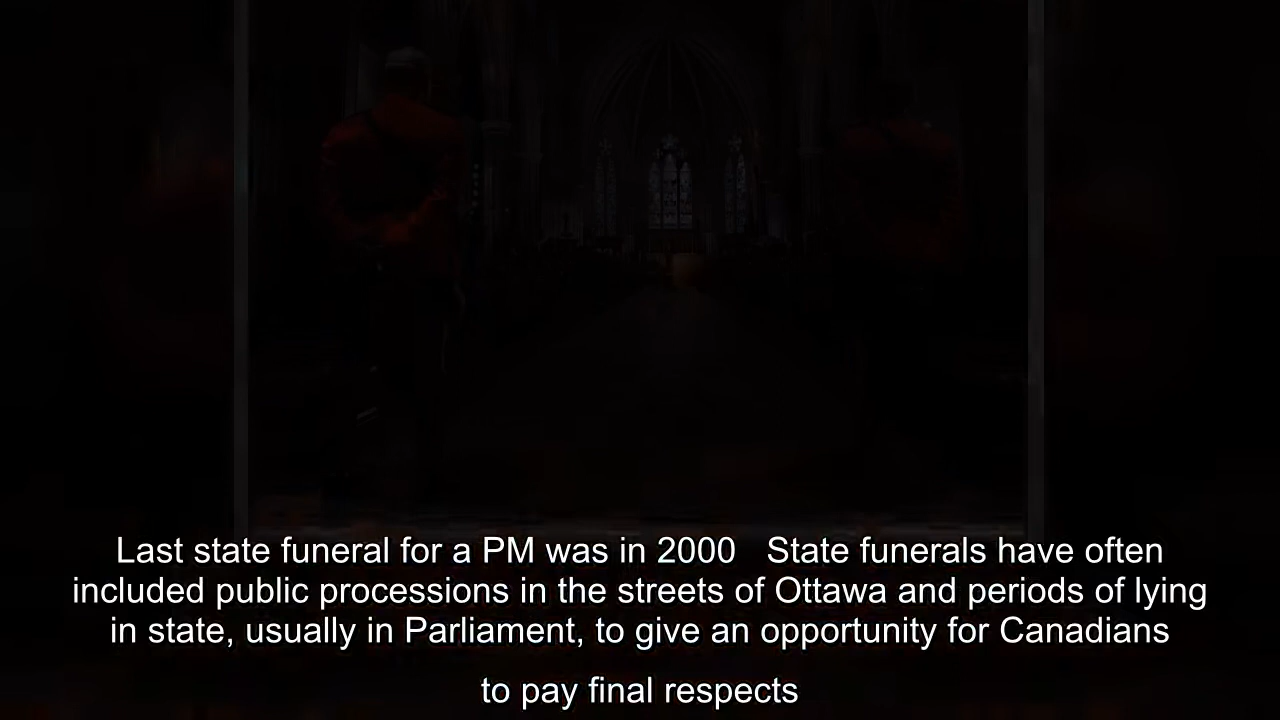 Last state funeral for a PM was in 2000   State funerals have often
included public processions in the streets of Ottawa and periods of lying
in state, usually in Parliament, to give an opportunity for Canadians
to pay final respects